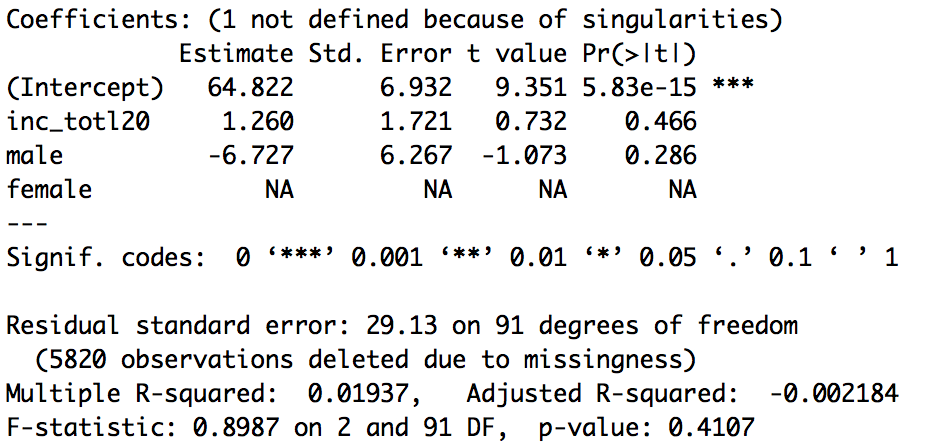 Coefficients: (1 not defined because of singularities)
            Estimate Std. Error t value Pr(>|t|)
(Intercept)   64.822      6.932   9.351 5.83e-15 ***
inc_totl20     1.260      1.721   0.732    0.466
male          -6.727      6.267  -1.073    0.286
female            NA         NA      NA       NA
---
Signif. codes:  0 ‘***’ 0.001 ‘**’ 0.01 ‘*’ 0.05 ‘.’ 0.1 ‘ ’ 1
Residual standard error: 29.13 on 91 degrees of freedom
  (5820 observations deleted due to missingness)
Multiple R-squared:  0.01937,   Adjusted R-squared:  -0.002184
F-statistic: 0.8987 on 2 and 91 DF,  p-value: 0.4107